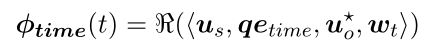 ϕ_time(t) = ℜ(⟨u_s, qe_time, u_o^⋆, w_t⟩)